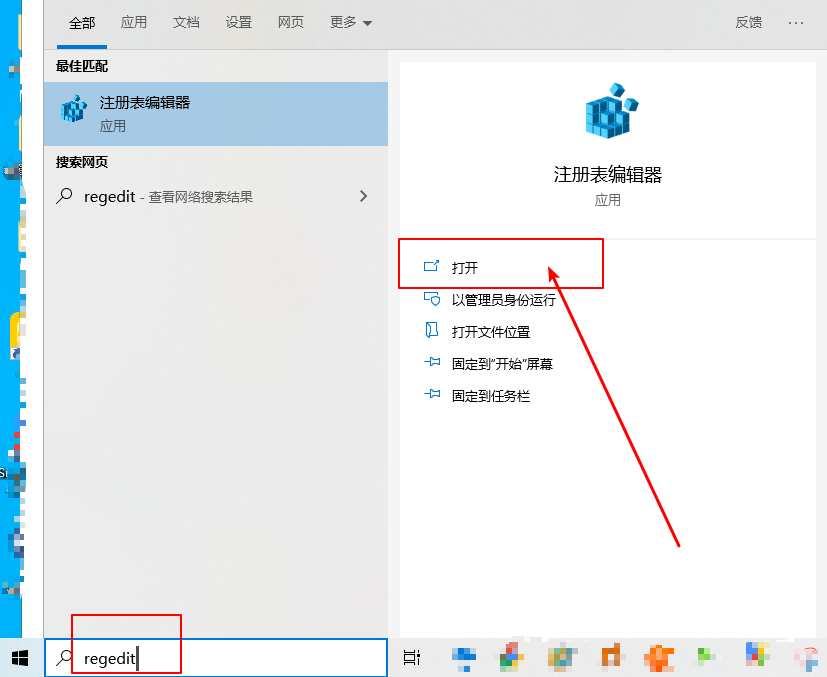 全部 应用 文档 设置 网页 更多 反馈 ···
最佳匹配
注册表编辑器
应用
搜索网页
regedit - 查看网络搜索结果
注册表编辑器
应用
打开
以管理员身份运行
打开文件位置
固定到"开始"屏幕
固定到任务栏
regedit